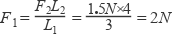 F₁ = F₂L₂/L₁ = 1.5N×4/3 = 2N